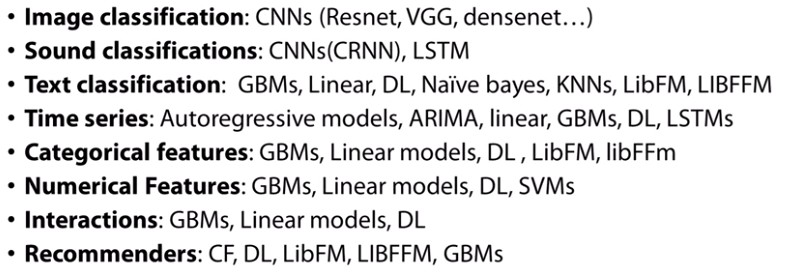 • Image classification: CNNs (Resnet, VGG, densenet…)
• Sound classifications: CNNs(CRNN), LSTM
• Text classification:  GBMs, Linear, DL, Naïve bayes, KNNs, LibFM, LIBFFM
• Time series: Autoregressive models, ARIMA, linear, GBMs, DL, LSTMs
• Categorical features: GBMs, Linear models, DL , LibFM, libFFm
• Numerical Features: GBMs, Linear models, DL, SVMs
• Interactions: GBMs, Linear models, DL
• Recommenders: CF, DL, LibFM, LIBFFM, GBMs